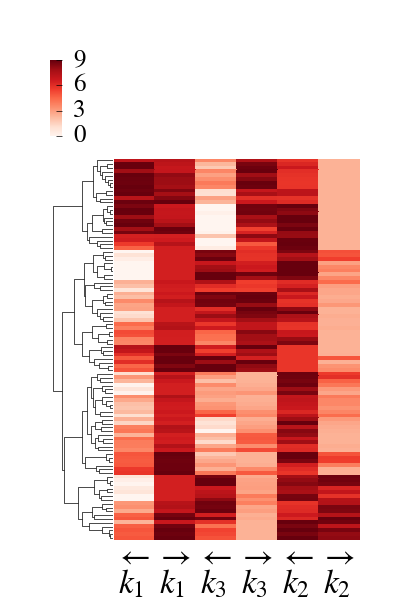 9
6
3
0
← → ← → ← →
k₁ k₁ k₃ k₃ k₂ k₂